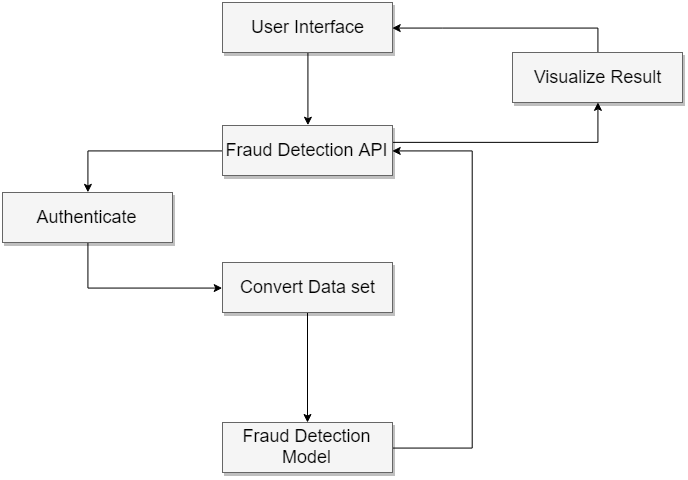 User Interface
Visualize Result
Fraud Detection API
Authenticate
Convert Data set
Fraud Detection
Model